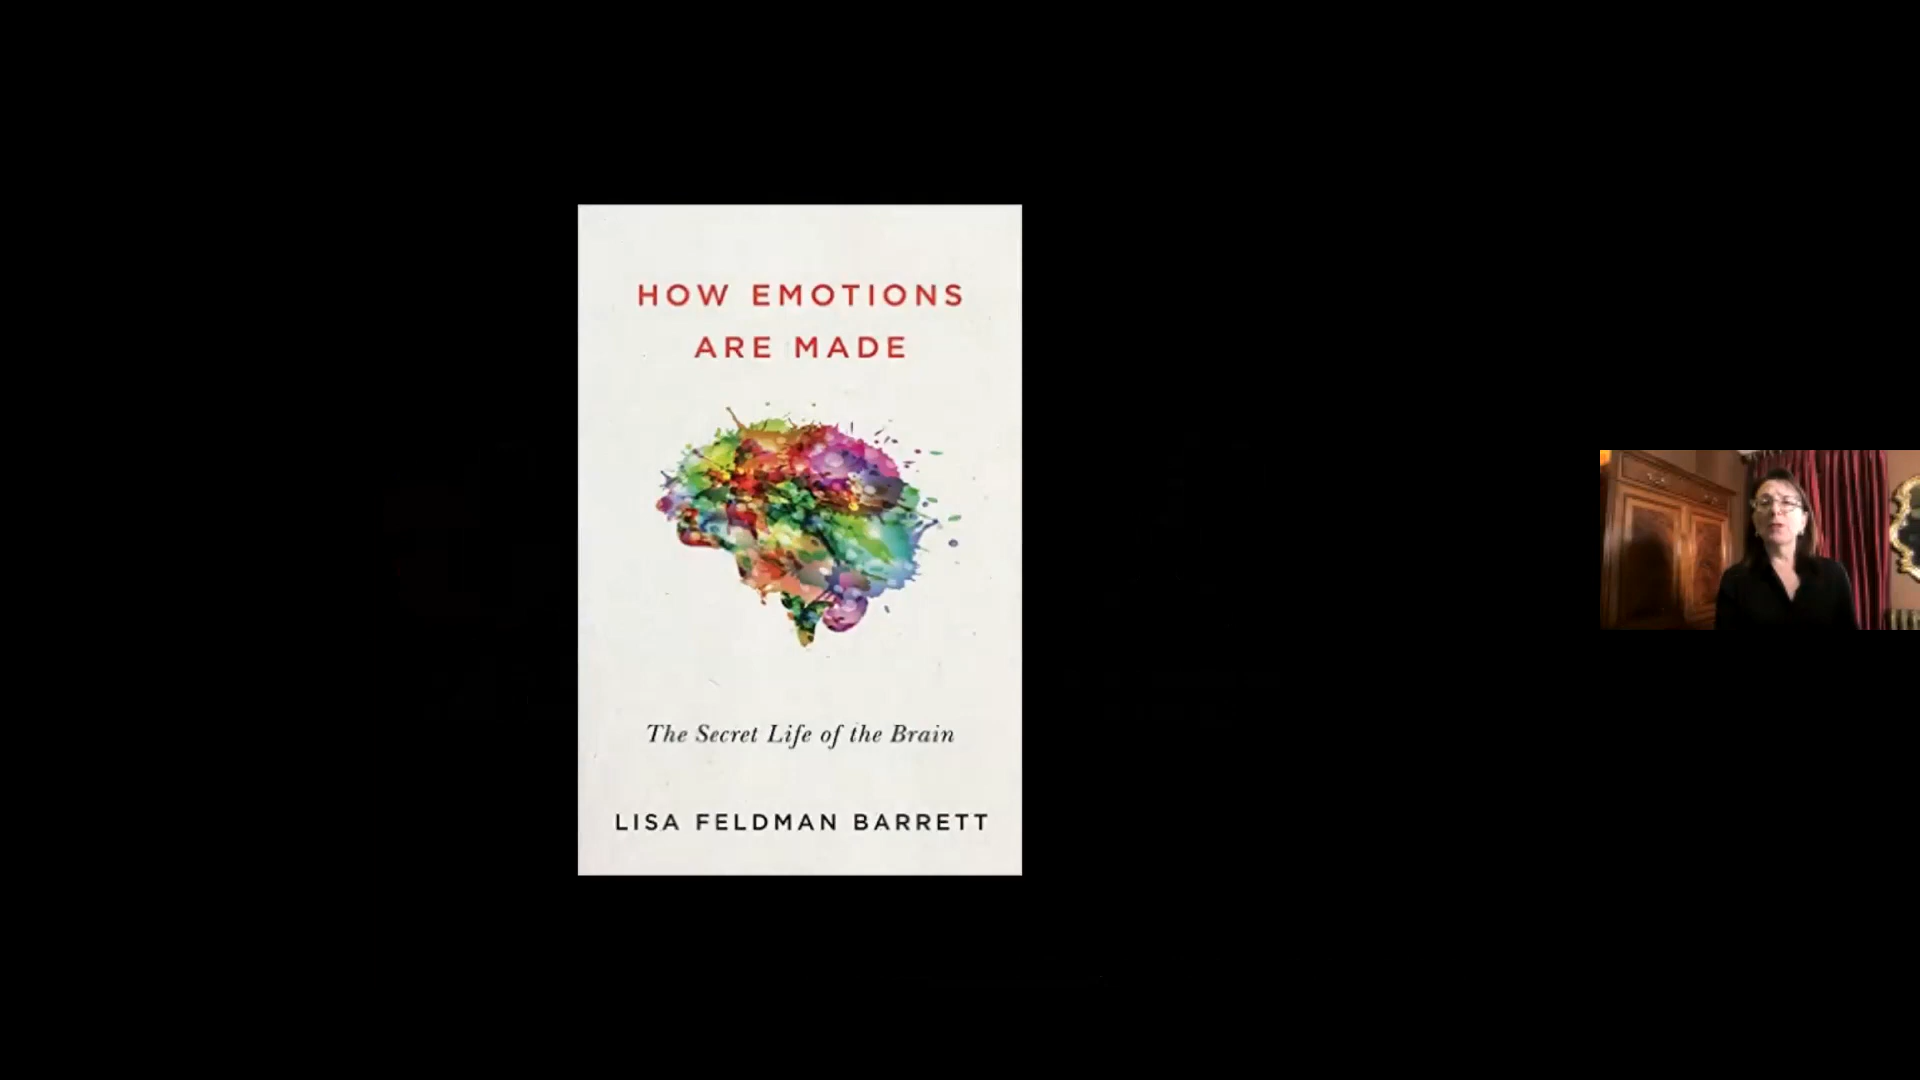 HOW EMOTIONS
ARE MADE
The Secret Life of the Brain
LISA FELDMAN BARRETT